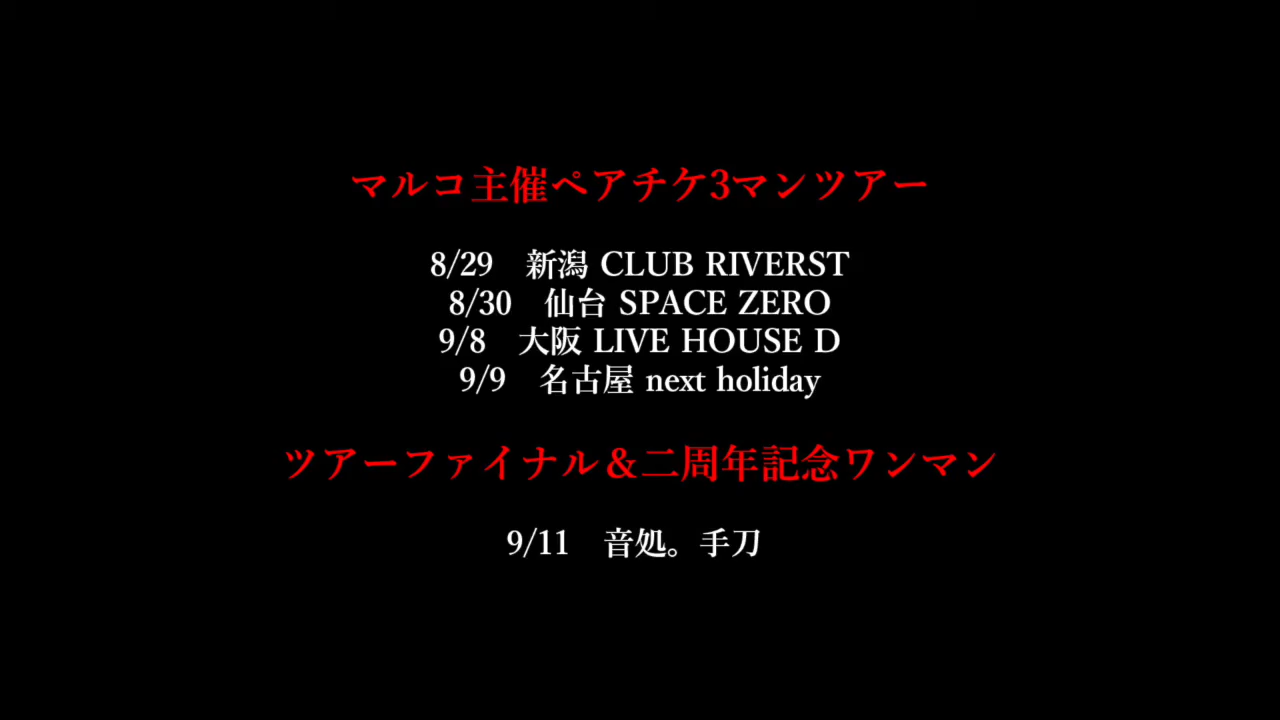 マルコ主催ペアチケ3マンツアー
8/29　新潟 CLUB RIVERST
8/30　仙台 SPACE ZERO
9/8　大阪 LIVE HOUSE D
9/9　名古屋 next holiday
ツアーファイナル＆二周年記念ワンマン
9/11　音処。手刀